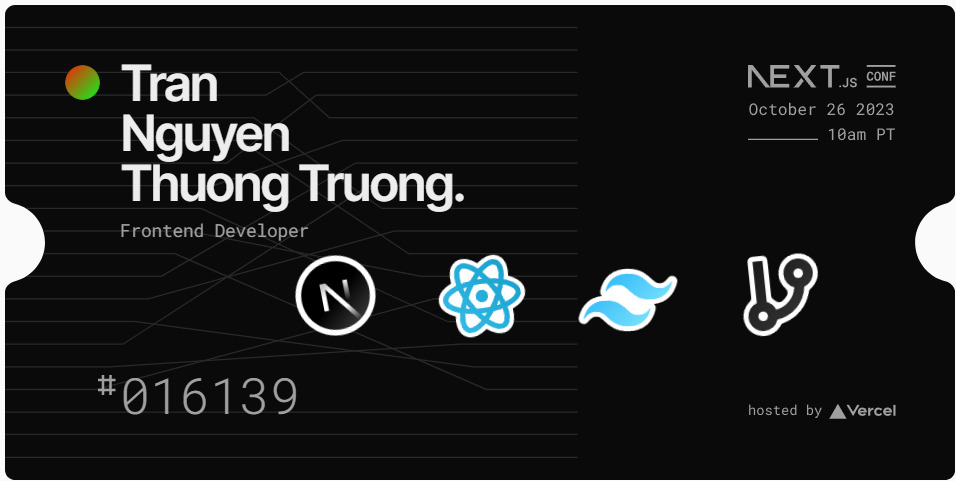 Tran
Nguyen
Thuong Truong.
Frontend Developer
N
#016139
NEXT.JS CONF
October 26 2023
10am PT
hosted by Vercel